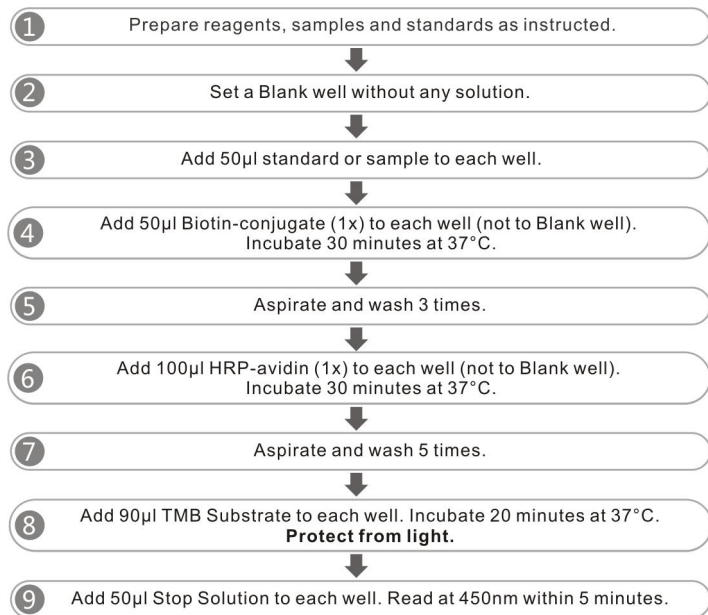 1 Prepare reagents, samples and standards as instructed.
2 Set a Blank well without any solution.
3 Add 50µl standard or sample to each well.
4 Add 50µl Biotin-conjugate (1x) to each well (not to Blank well).
Incubate 30 minutes at 37°C.
5 Aspirate and wash 3 times.
6 Add 100µl HRP-avidin (1x) to each well (not to Blank well).
Incubate 30 minutes at 37°C.
7 Aspirate and wash 5 times.
8 Add 90µl TMB Substrate to each well. Incubate 20 minutes at 37°C.
Protect from light.
9 Add 50µl Stop Solution to each well. Read at 450nm within 5 minutes.